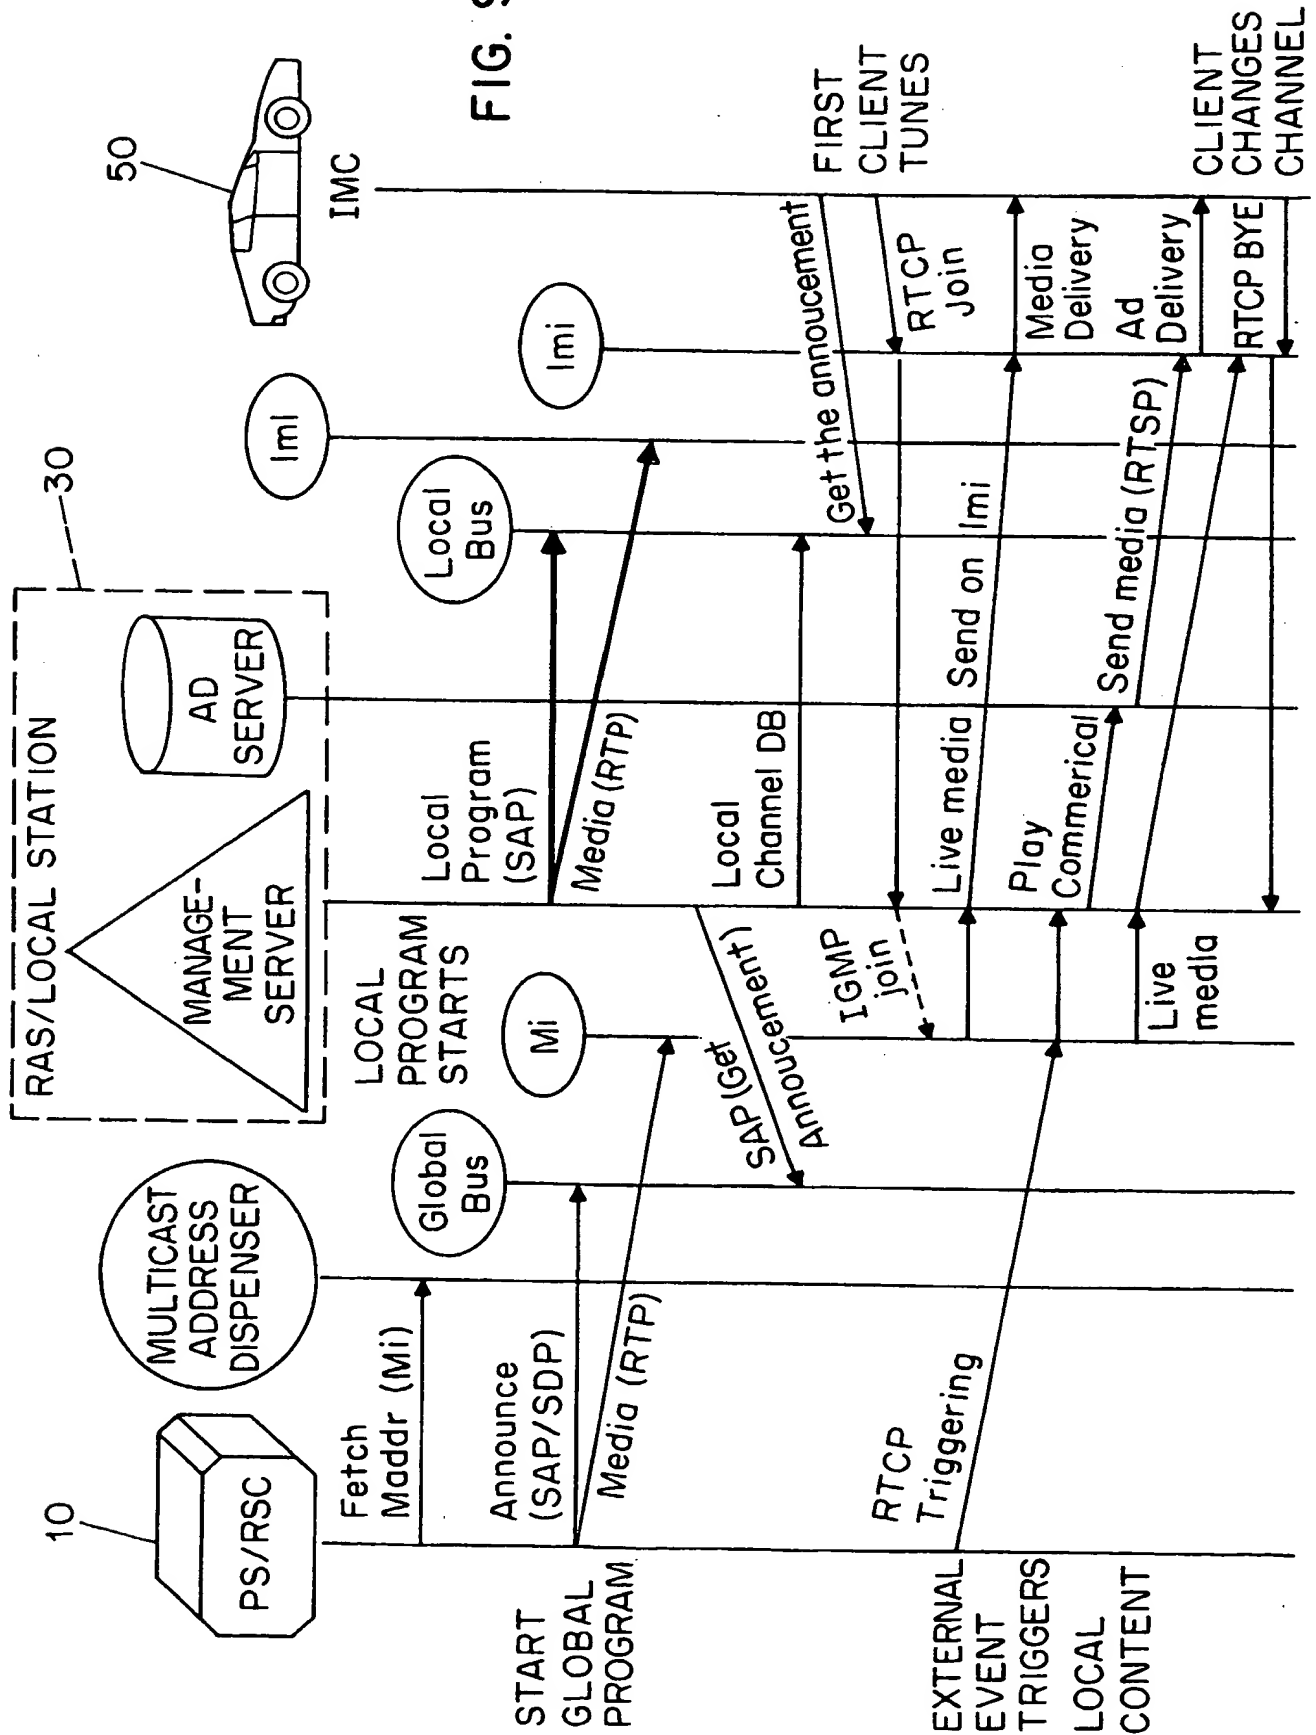 FIG. 9
10
PS/RSC
MULTICAST
ADDRESS
DISPENSER
RAS/LOCAL STATION
30
MANAGE-
MENT
SERVER
AD
SERVER
50
IMC
Global
Bus
Mi
Local
Bus
Iml
Imi
Fetch
Maddr (Mi)
START
GLOBAL
PROGRAM
Announce
(SAP/SDP)
Media (RTP)
LOCAL
PROGRAM
STARTS
Local
Program
(SAP)
Media (RTP)
SAP (Get
Annoucement)
Local
Channel DB
Get the annoucement
FIRST
CLIENT
TUNES
RTCP
Join
IGMP
join
Live media Send on Imi
Media
Delivery
EXTERNAL
EVENT
TRIGGERS
LOCAL
CONTENT
RTCP
Triggering
Play
Commerical
Send media (RTSP)
Ad
Delivery
Live
media
RTCP BYE
CLIENT
CHANGES
CHANNEL